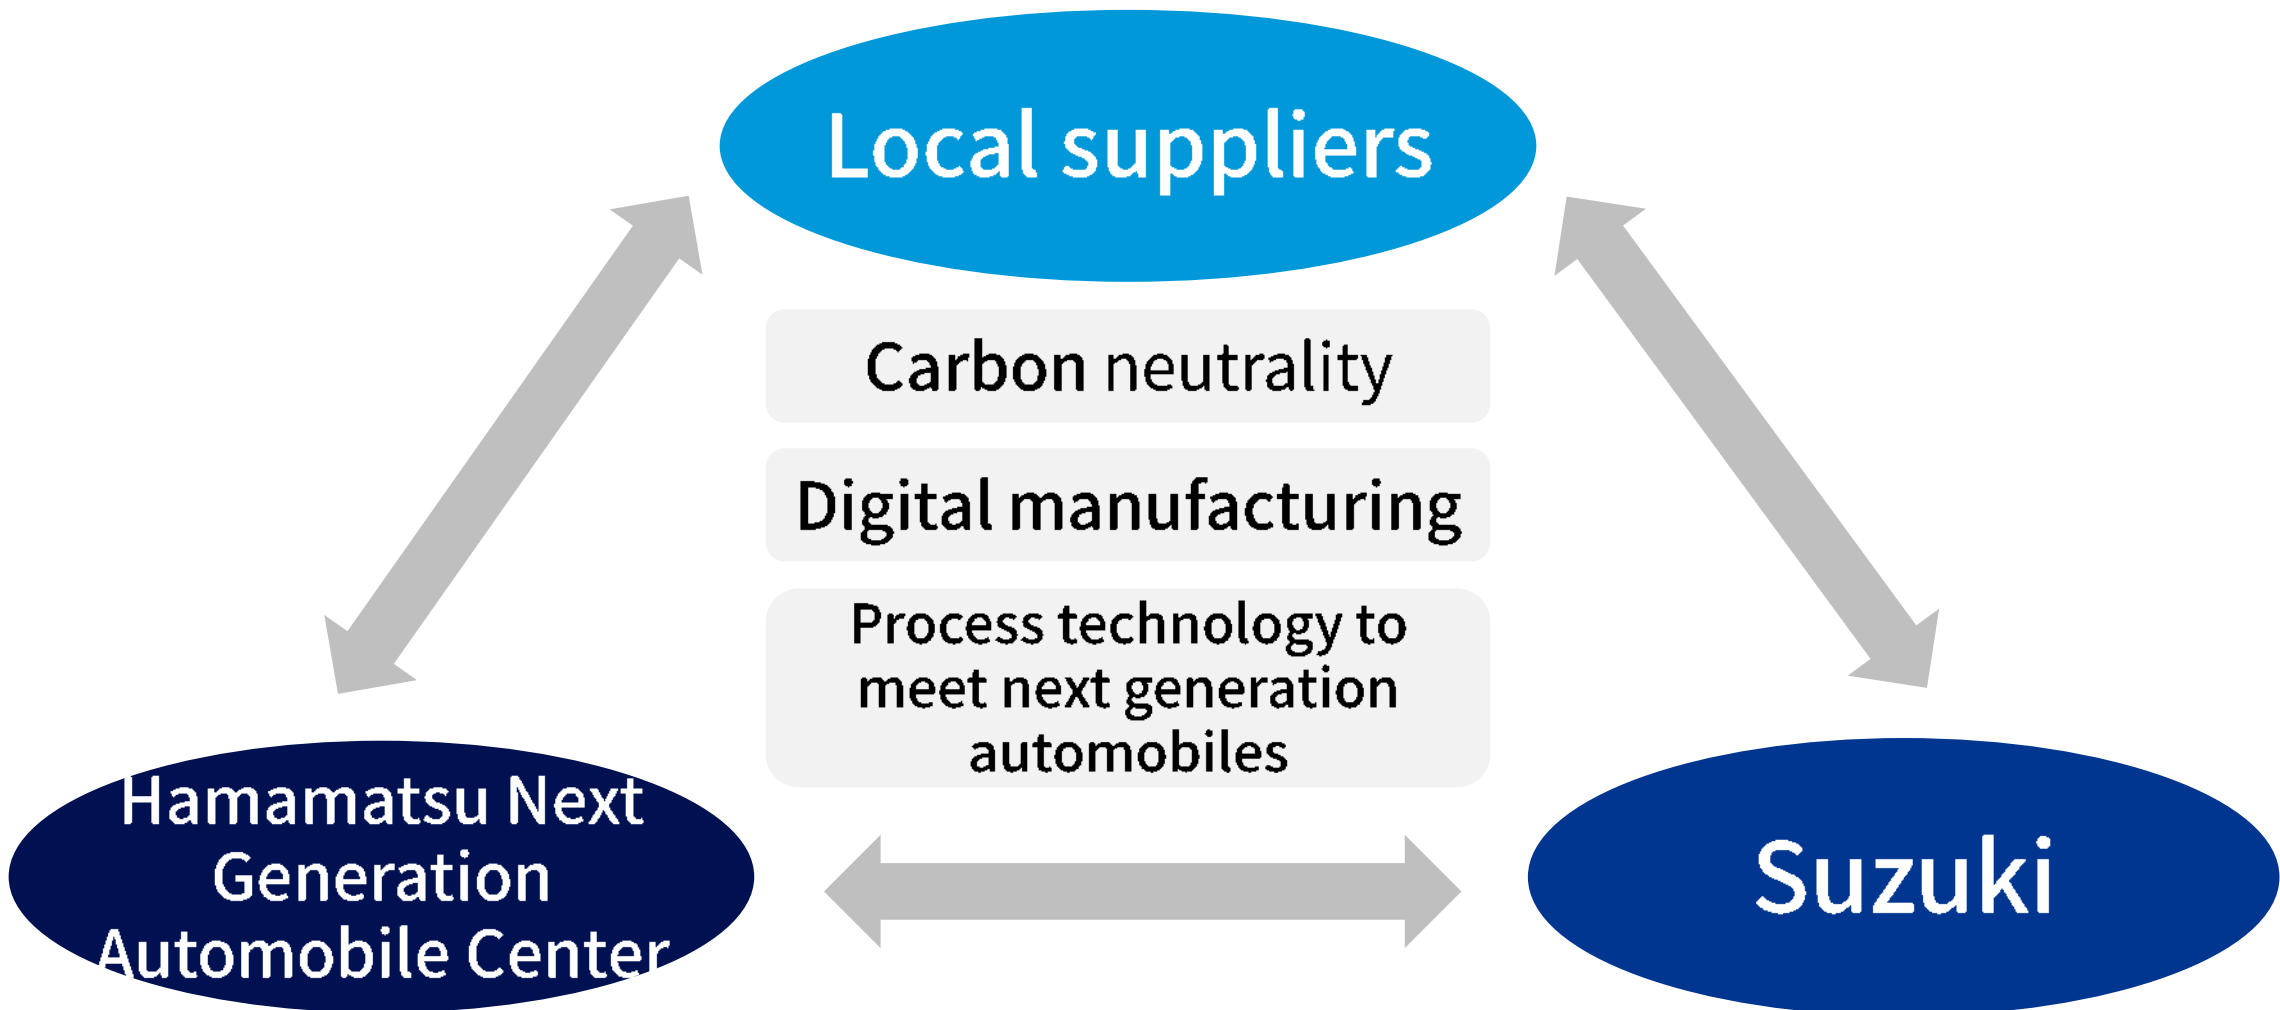 Local suppliers
Carbon neutrality
Digital manufacturing
Process technology to
meet next generation
automobiles
Hamamatsu Next
Generation
Automobile Center
Suzuki